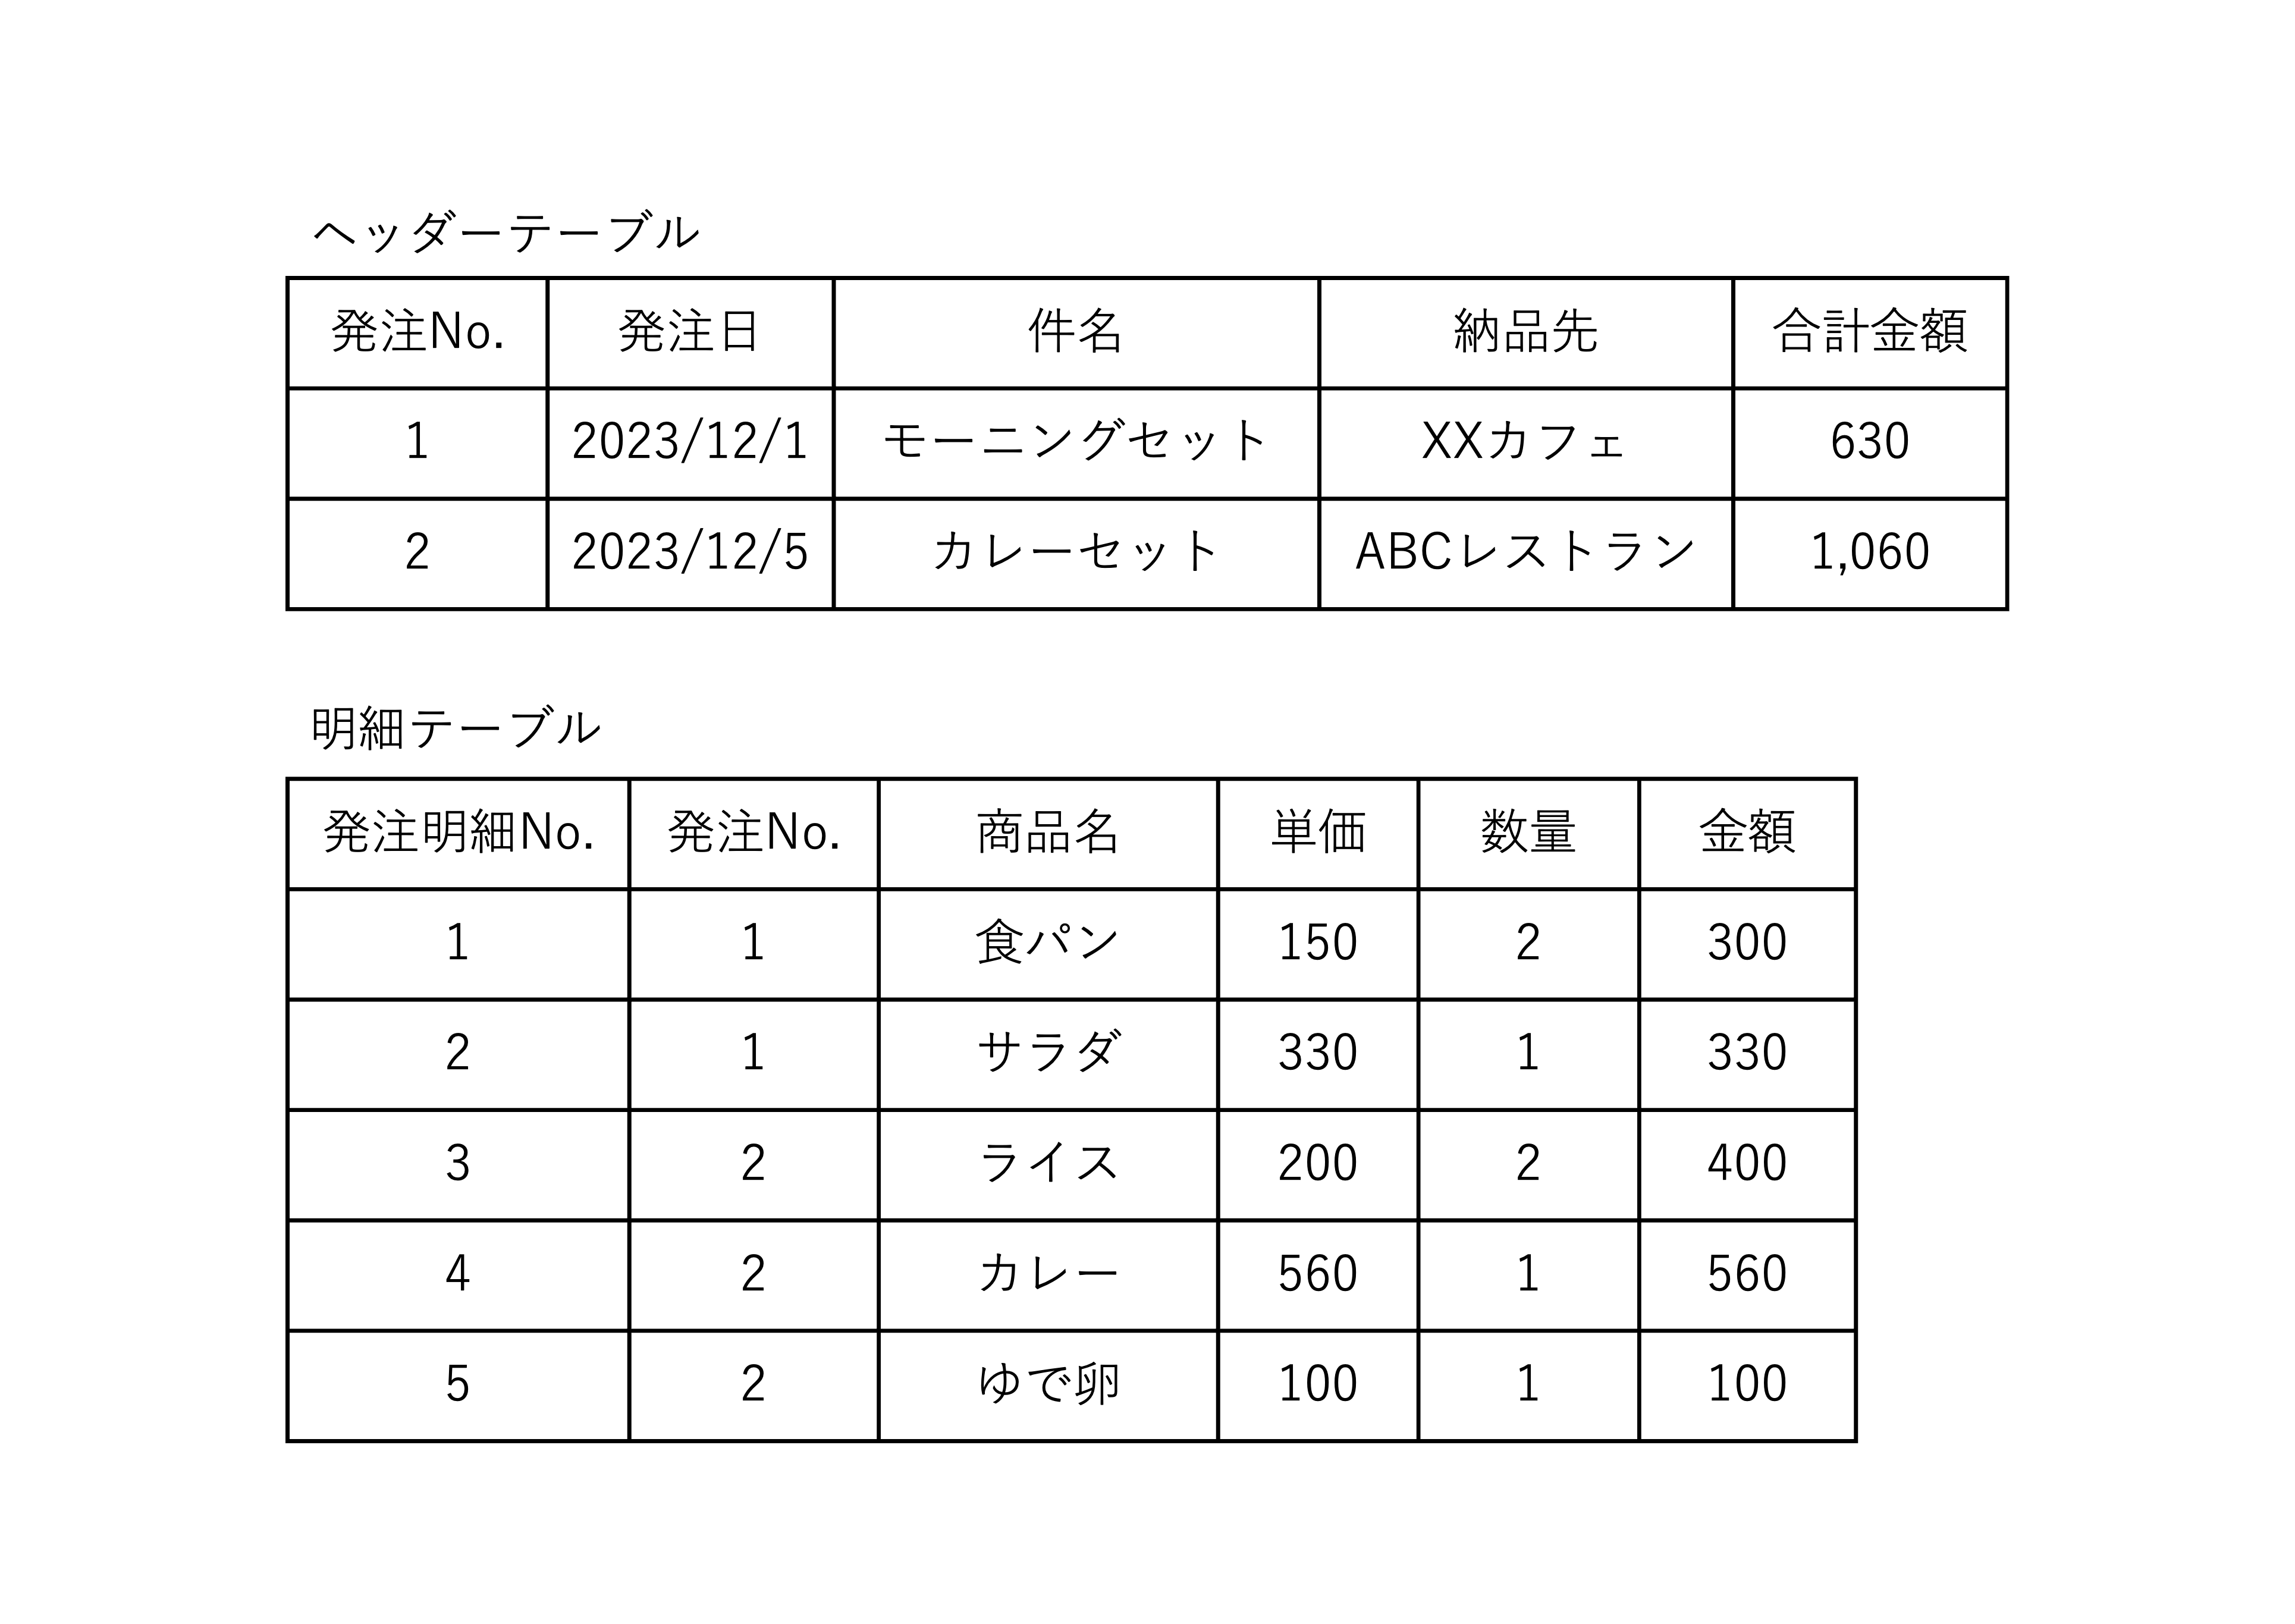 ヘッダーテーブル
発注No. 発注日 件名 納品先 合計金額
1 2023/12/1 モーニングセット XXカフェ 630
2 2023/12/5 カレーセット ABCレストラン 1,060
明細テーブル
発注明細No. 発注No. 商品名 単価 数量 金額
1 1 食パン 150 2 300
2 1 サラダ 330 1 330
3 2 ライス 200 2 400
4 2 カレー 560 1 560
5 2 ゆで卵 100 1 100